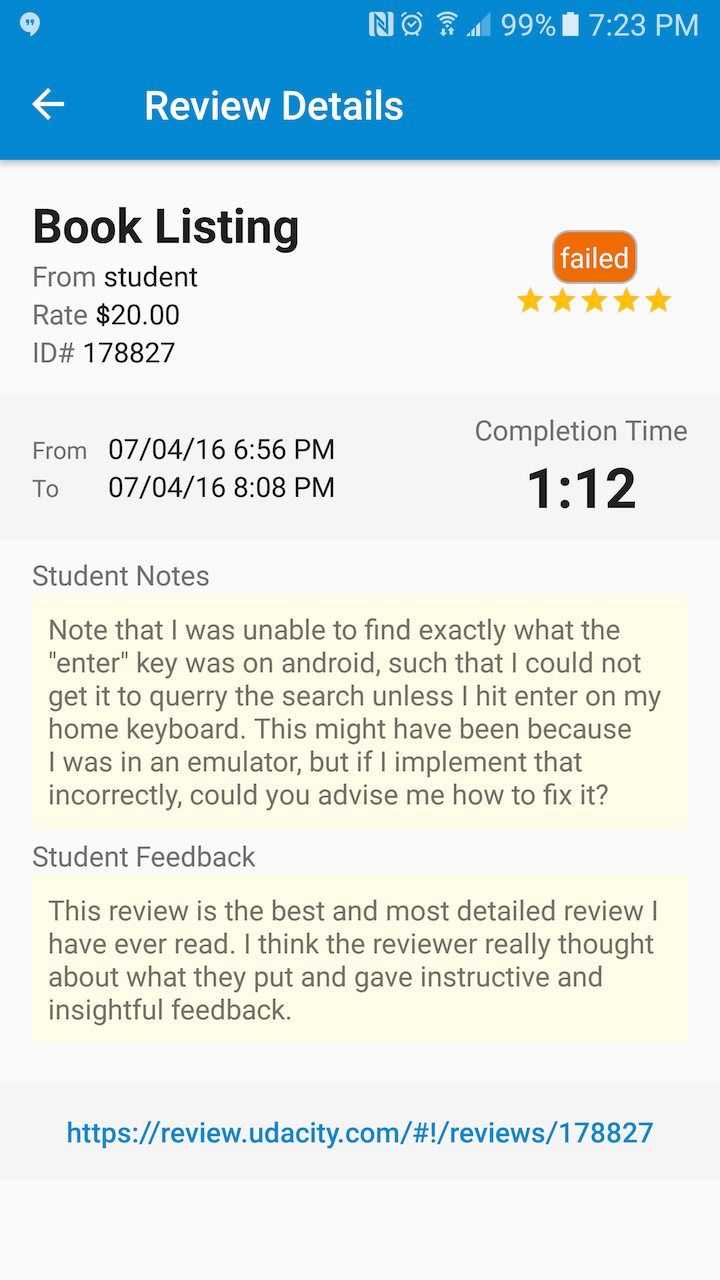 99% 7:23 PM
Review Details
Book Listing
From student
Rate $20.00
ID# 178827
failed
From 07/04/16 6:56 PM
To 07/04/16 8:08 PM
Completion Time
1:12
Student Notes
Note that I was unable to find exactly what the
"enter" key was on android, such that I could not
get it to querry the search unless I hit enter on my
home keyboard. This might have been because
I was in an emulator, but if I implement that
incorrectly, could you advise me how to fix it?
Student Feedback
This review is the best and most detailed review I
have ever read. I think the reviewer really thought
about what they put and gave instructive and
insightful feedback.
https://review.udacity.com/#!/reviews/178827